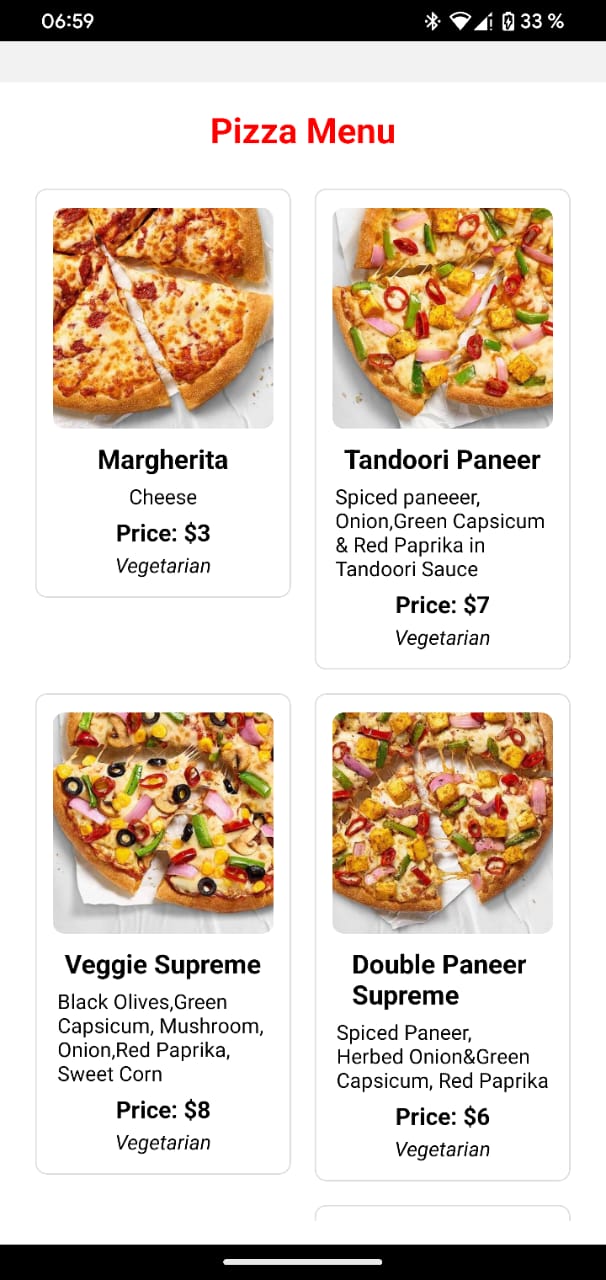 06:59
33 %
Pizza Menu
Margherita
Cheese
Price: $3
Vegetarian
Tandoori Paneer
Spiced paneeer,
Onion,Green Capsicum
& Red Paprika in
Tandoori Sauce
Price: $7
Vegetarian
Veggie Supreme
Black Olives,Green
Capsicum, Mushroom,
Onion,Red Paprika,
Sweet Corn
Price: $8
Vegetarian
Double Paneer
Supreme
Spiced Paneer,
Herbed Onion&Green
Capsicum, Red Paprika
Price: $6
Vegetarian